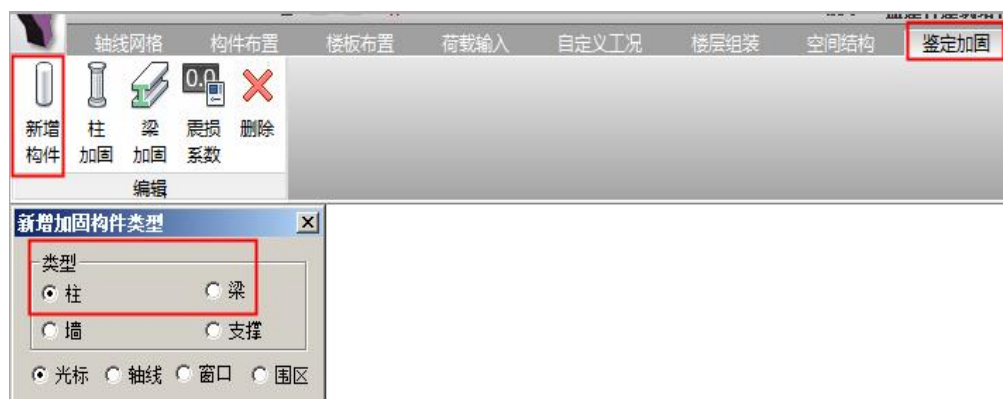 轴线网格 构件布置 楼板布置 荷载输入 自定义工况 楼层组装 空间结构 鉴定加固
0.0
新增 柱 梁 震损 删除
构件 加固 加固 系数
编辑
新增加固构件类型
类型
柱 梁
墙 支撑
光标 轴线 窗口 围区